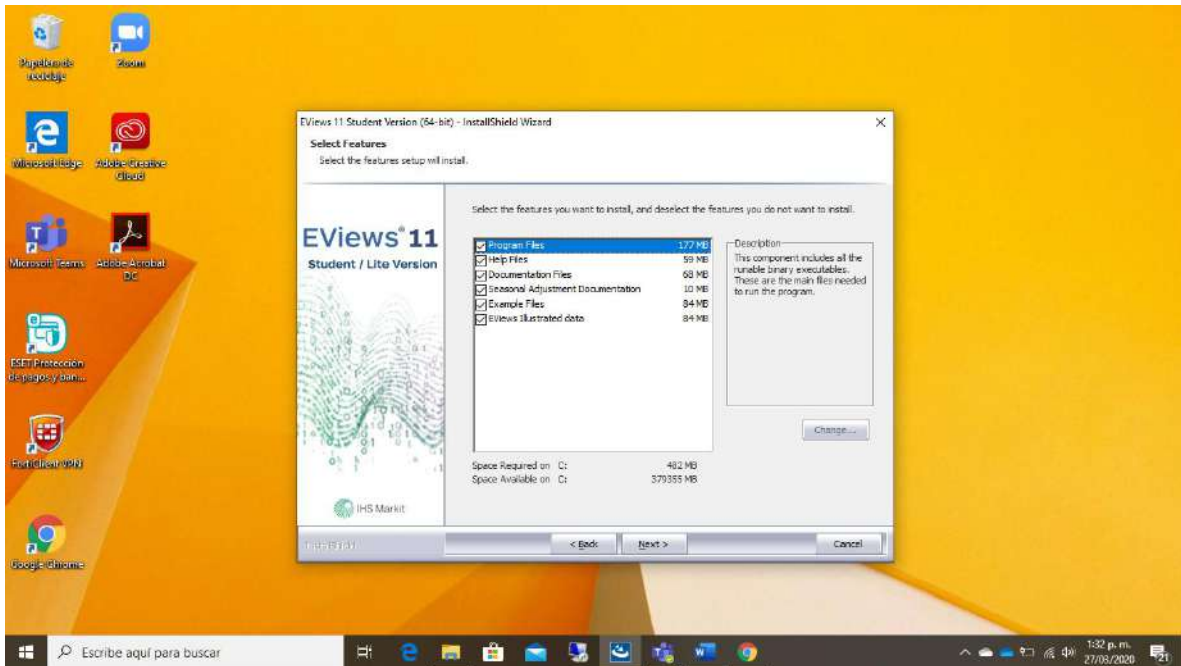 Papelera de
reciclaje
Zoom
Microsoft Edge
Adobe Creative
Cloud
Microsoft Teams
Adobe Acrobat
DC
ESET Protección
de pagos y ban...
FortiClient VPN
Google Chrome
EViews 11 Student Version (64-bit) - InstallShield Wizard
Select Features
Select the features setup will install.
EViews® 11
Student / Lite Version
IHS Markit
Select the features you want to install, and deselect the features you do not want to install.
Program Files 177 MB
Help Files 59 MB
Documentation Files 68 MB
Seasonal Adjustment Documentation 10 MB
Example Files 84 MB
EViews Illustrated data 84 MB
Description
This component includes all the
runable binary executables.
These are the main files needed
to run the program.
Change...
Space Required on C: 482 MB
Space Available on C: 379355 MB
InstallShield
< Back
Next >
Cancel
Escribe aquí para buscar
1:32 p. m.
27/03/2020
21